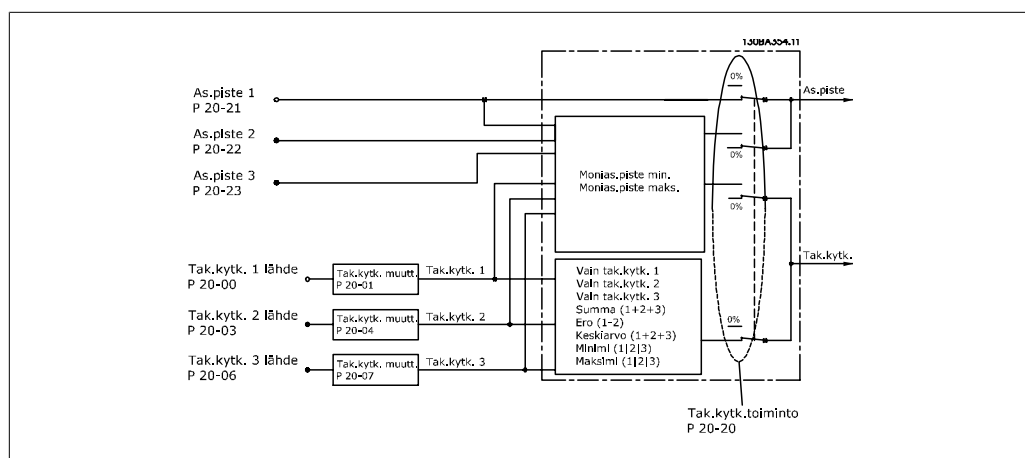 130BA354.11
As.piste 1
P 20-21
As.piste 2
P 20-22
As.piste 3
P 20-23
0%
As.piste
0%
Monias.piste min.
Monias.piste maks.
0%
Tak.kytk.
Tak.kytk. 1 lähde
P 20-00
Tak.kytk. muutt.
P 20-01
Tak.kytk. 1
Tak.kytk. 2 lähde
P 20-03
Tak.kytk. muutt.
P 20-04
Tak.kytk. 2
Tak.kytk. 3 lähde
P 20-06
Tak.kytk. muutt.
P 20-07
Tak.kytk. 3
Vain tak.kytk. 1
Vain tak.kytk. 2
Vain tak.kytk. 3
Summa (1+2+3)
Ero (1-2)
Keskiarvo (1+2+3)
Minimi (1|2|3)
Maksimi (1|2|3)
0%
Tak.kytk.toiminto
P 20-20